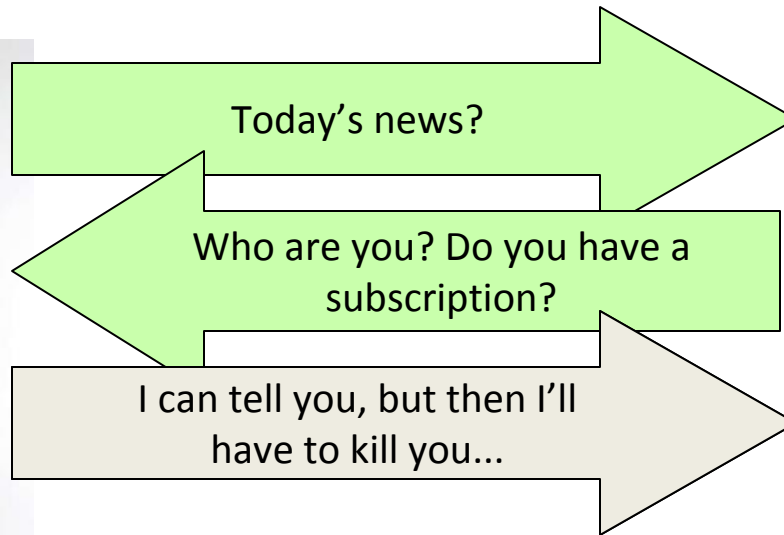 Today’s news?
Who are you? Do you have a
subscription?
I can tell you, but then I’ll
have to kill you...